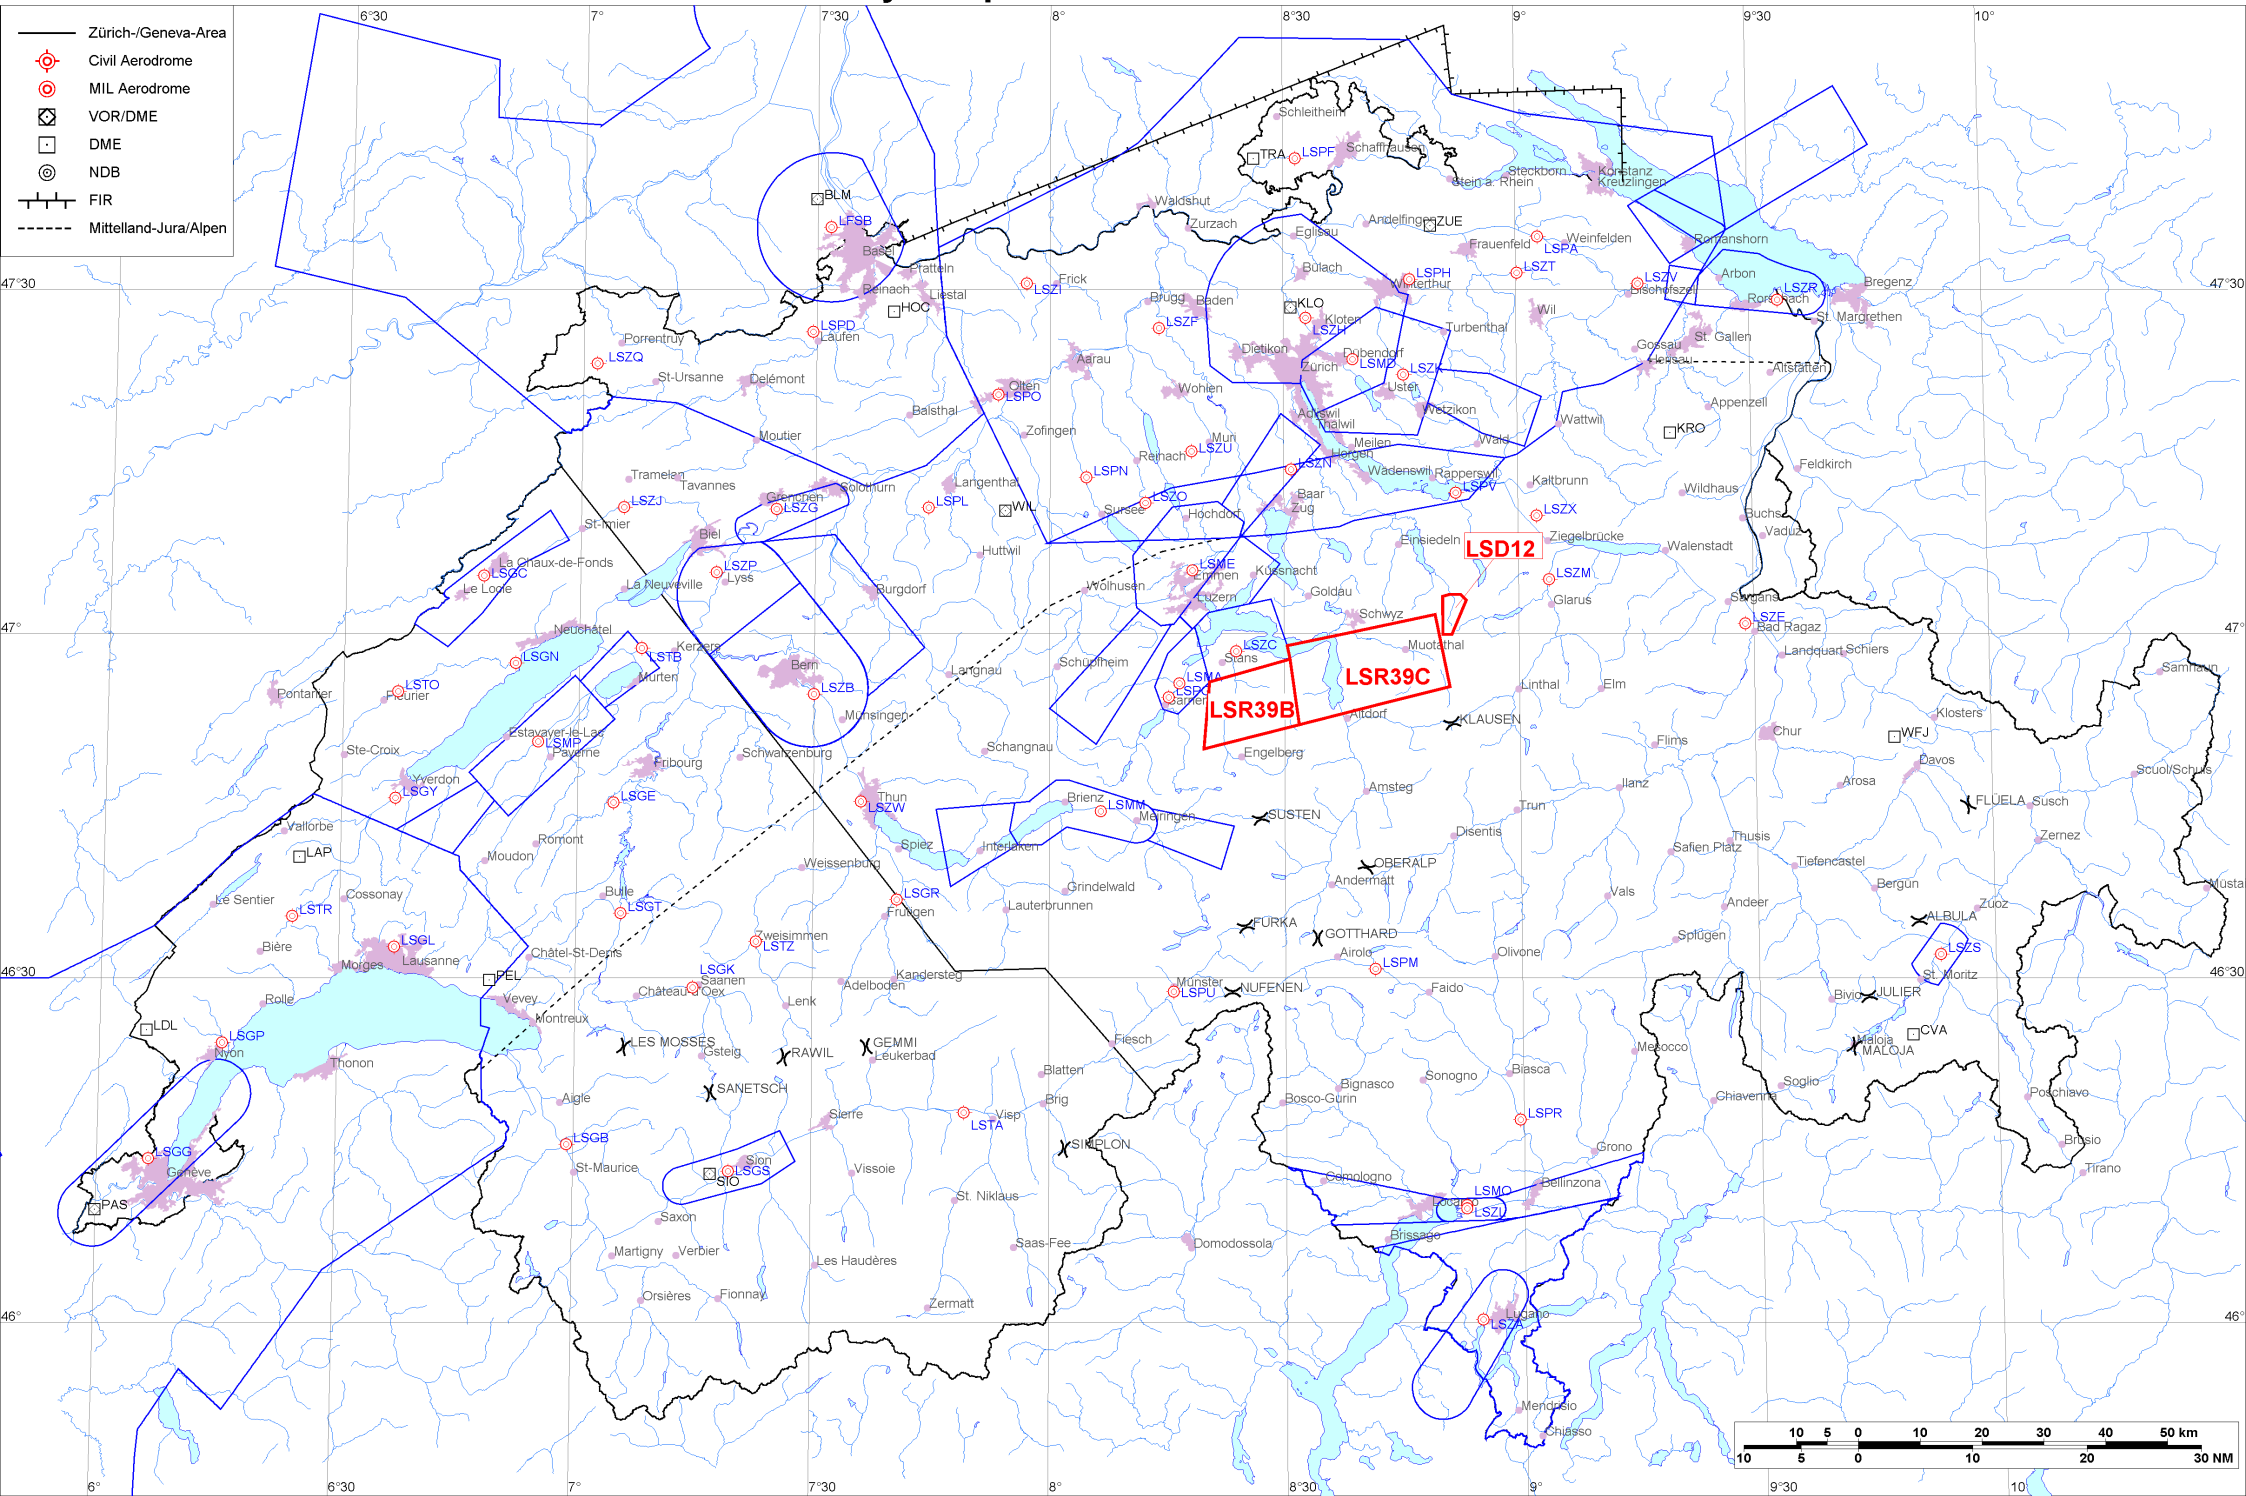 6°30
7°
7°30
8°
8°30
9°
9°30
10°
Zürich-/Geneva-Area
Civil Aerodrome
MIL Aerodrome
VOR/DME
DME
NDB
FIR
Mittelland-Jura/Alpen
Schleitheim
TRA
LSPF
Schaffhausen
Steckborn
Stein a. Rhein
Konstanz
Kreuzlingen
BLM
LFSB
Basel
Waldshut
Zurzach
Eglisau
Andelfingen
ZUE
Frauenfeld
LSPA
Weinfelden
Romanshorn
Pratteln
Reinach
Liestal
HOC
LSZI
Frick
Bülach
LSPH
Winterthur
LSZT
LSZV
Bischofszell
Arbon
LSZR
Rorschach
Bregenz
St. Margrethen
47°30
47°30
Brugg
Baden
KLO
Kloten
LSZH
LSZF
Turbenthal
Wil
St. Gallen
Gossau
Herisau
LSPD
Laufen
Porrentruy
LSZQ
St-Ursanne
Delémont
Aarau
Dietikon
Zürich
Dübendorf
LSMD
LSZK
Uster
Altstätten
Olten
LSPO
Balsthal
Wohlen
Adliswil
Thalwil
Wetzikon
Wattwil
Appenzell
KRO
Moutier
Zofingen
Muri
LSZU
Reinach
Meilen
Horgen
Wald
Tramelan
Tavannes
LSPN
LSZN
Wädenswil
Rapperswil
LSPV
Kaltbrunn
Feldkirch
Wildhaus
Grenchen
LSZG
Solothurn
Langenthal
LSPL
WIL
LSZO
Sursee
Hochdorf
Baar
Zug
LSZX
Buchs
Vaduz
LSZJ
St-Imier
Biel
Huttwil
Einsiedeln
LSD12
Ziegelbrücke
Walenstadt
La Chaux-de-Fonds
LSGC
Le Locle
La Neuveville
LSZP
Lyss
Burgdorf
Wolhusen
LSME
Emmen
Luzern
Küssnacht
Goldau
LSZM
Glarus
Sargans
LSZE
Bad Ragaz
47°
47°
Neuchâtel
LSGN
LSTB
Kerzers
Murten
Bern
LSZB
Langnau
Schüpfheim
LSZC
Stans
Schwyz
Muotathal
LSR39C
LSR39B
Landquart
Schiers
Samnaun
LSTO
Fleurier
Pontarlier
LSMA
Sarnen
Münsingen
Altdorf
KLAUSEN
Linthal
Elm
Klosters
WFJ
Davos
Chur
Flims
Ste-Croix
Estavayer-le-Lac
LSMP
Payerne
Fribourg
Schwarzenburg
Schangnau
Engelberg
Scuol/Schuls
Yverdon
LSGY
LSGE
Thun
LSZW
Brienz
LSMM
Meiringen
Amsteg
SUSTEN
Trun
Ilanz
Arosa
FLÜELA
Susch
Zernez
Vallorbe
LAP
Moudon
Romont
Spiez
Interlaken
Weissenburg
Disentis
Safien Platz
Thusis
Tiefencastel
OBERALP
Andermatt
Le Sentier
LSTR
Cossonay
Bulle
LSGT
LSGR
Frutigen
Grindelwald
Lauterbrunnen
FURKA
GOTTHARD
Airolo
Vals
Andeer
Bergün
Müsta
Zuoz
ALBULA
LSZS
St. Moritz
Bière
LSGL
Lausanne
Morges
Châtel-St-Denis
Zweisimmen
LSTZ
LSPM
Olivone
Splügen
46°30
46°30
PEL
Vevey
Montreux
LSGK
Saanen
Château-d'Oex
Adelboden
Kandersteg
Lenk
Münster
LSPU
NUFENEN
Faido
Bivio
JULIER
CVA
Maloja
MALOJA
Rolle
LDL
LSGP
Nyon
Thonon
LES MOSSES
Gsteig
RAWIL
GEMMI
Leukerbad
Fiesch
Mesocco
SANETSCH
Blatten
Brig
Bignasco
Sonogno
Biasca
Soglio
Chiavenna
Poschiavo
Aigle
Bosco-Gurin
LSPR
Sierre
LSTA
Visp
LSGB
SIMPLON
Grono
Brusio
Tirano
LSGG
Genève
PAS
St-Maurice
Sion
LSGS
SIO
Vissoie
St. Niklaus
Comologno
LSMO
LSZL
Locarno
Bellinzona
Saxon
Martigny
Verbier
Les Haudères
Saas-Fee
Domodossola
Brissago
Orsières
Fionnay
Zermatt
Lugano
LSZA
46°
46°
Mendrisio
Chiasso
10 5 0 10 20 30 40 50 km
10 5 0 10 20 30 NM
6°
6°30
7°
7°30
8°
8°30
9°
9°30
10°